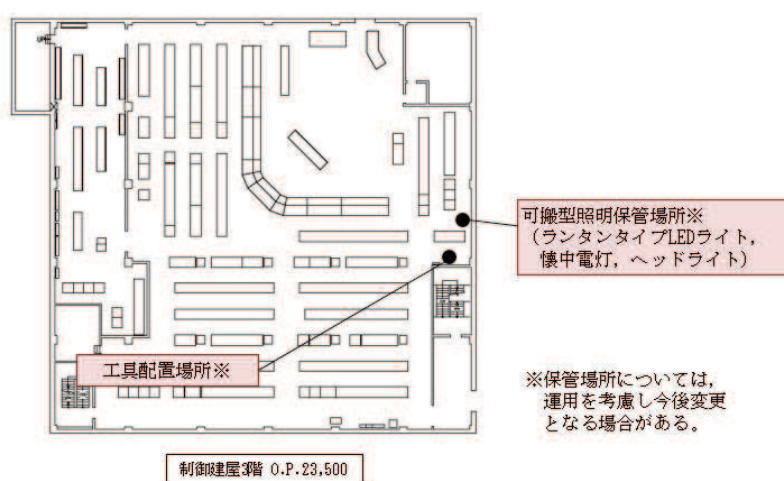 可搬型照明保管場所※
(ランタンタイプLEDライト,
懐中電灯,ヘッドライト)
工具配置場所※
※保管場所については,
運用を考慮し今後変更
となる場合がある。
制御建屋3階 O.P.23,500